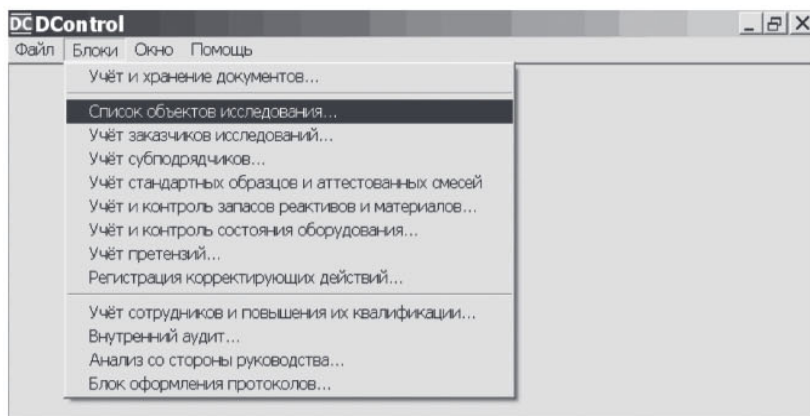 DC DControl
Файл Блоки Окно Помощь
Учёт и хранение документов...
Список объектов исследования...
Учёт заказчиков исследований...
Учёт субподрядчиков...
Учёт стандартных образцов и аттестованных смесей
Учёт и контроль запасов реактивов и материалов...
Учёт и контроль состояния оборудования...
Учёт претензий...
Регистрация корректирующих действий...
Учёт сотрудников и повышения их квалификации...
Внутренний аудит...
Анализ со стороны руководства...
Блок оформления протоколов...